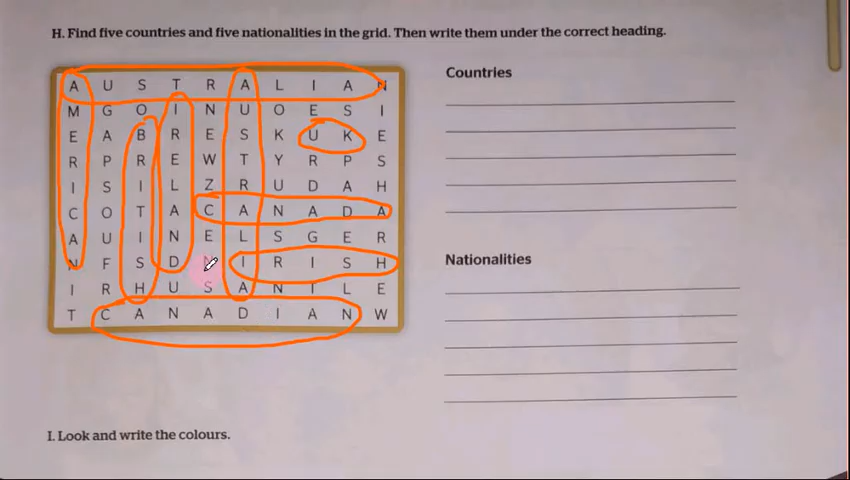 H. Find five countries and five nationalities in the grid. Then write them under the correct heading.
A U S T R A L I A N
M G O I N U O E S I
E A B R E S K U K E
R P R E W T Y R P S
I S I L Z R U D A H
C O T A C A N A D A
A U I N E L S G E R
N F S D N I R I S H
I R H U S A N I L E
T C A N A D I A N W
Countries
Nationalities
I. Look and write the colours.